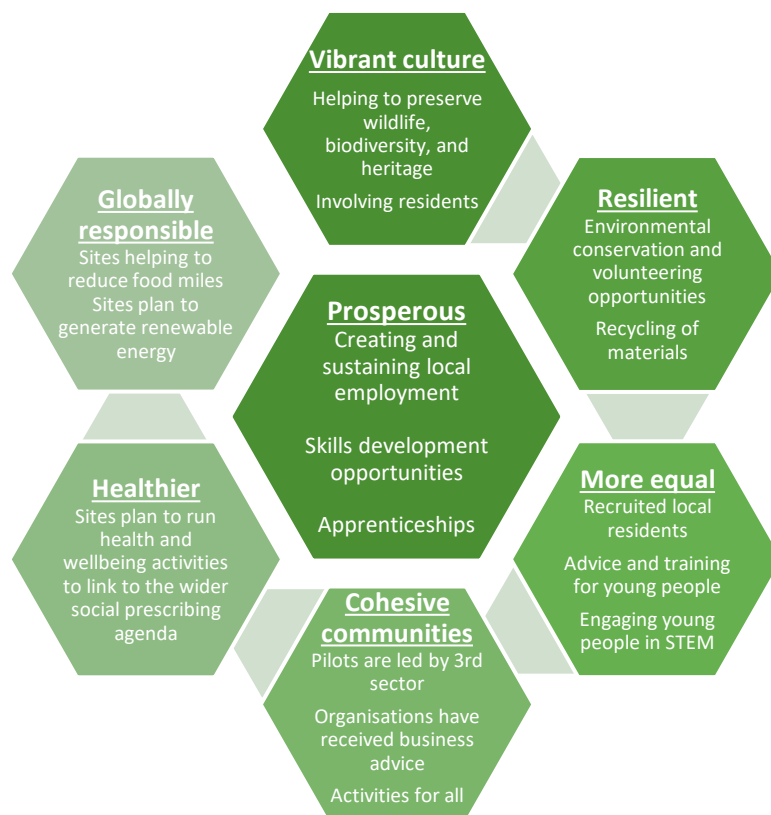 Vibrant culture
Helping to preserve
wildlife,
biodiversity, and
heritage
Involving residents
Globally
responsible
Sites helping to
reduce food miles
Sites plan to
generate renewable
energy
Resilient
Environmental
conservation and
volunteering
opportunities
Recycling of
materials
Prosperous
Creating and
sustaining local
employment
Skills development
opportunities
Apprenticeships
Healthier
Sites plan to run
health and
wellbeing activities
to link to the wider
social prescribing
agenda
More equal
Recruited local
residents
Advice and training
for young people
Engaging young
people in STEM
Cohesive
communities
Pilots are led by 3rd
sector
Organisations have
received business
advice
Activities for all